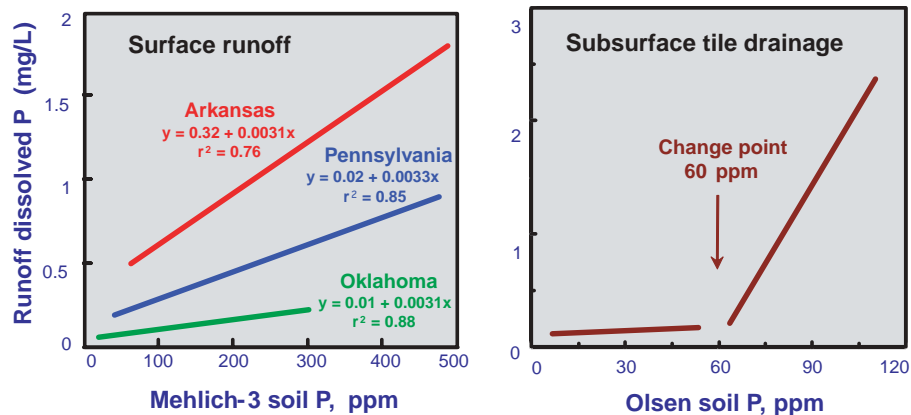 Surface runoff
Runoff dissolved P (mg/L)
2
1.5
1
0.5
0
Arkansas
y = 0.32 + 0.0031x
r² = 0.76
Pennsylvania
y = 0.02 + 0.0033x
r² = 0.85
Oklahoma
y = 0.01 + 0.0031x
r² = 0.88
0 100 200 300 400 500
Mehlich-3 soil P, ppm
Subsurface tile drainage
3
2
1
0
Change point
60 ppm
0 30 60 90 120
Olsen soil P, ppm